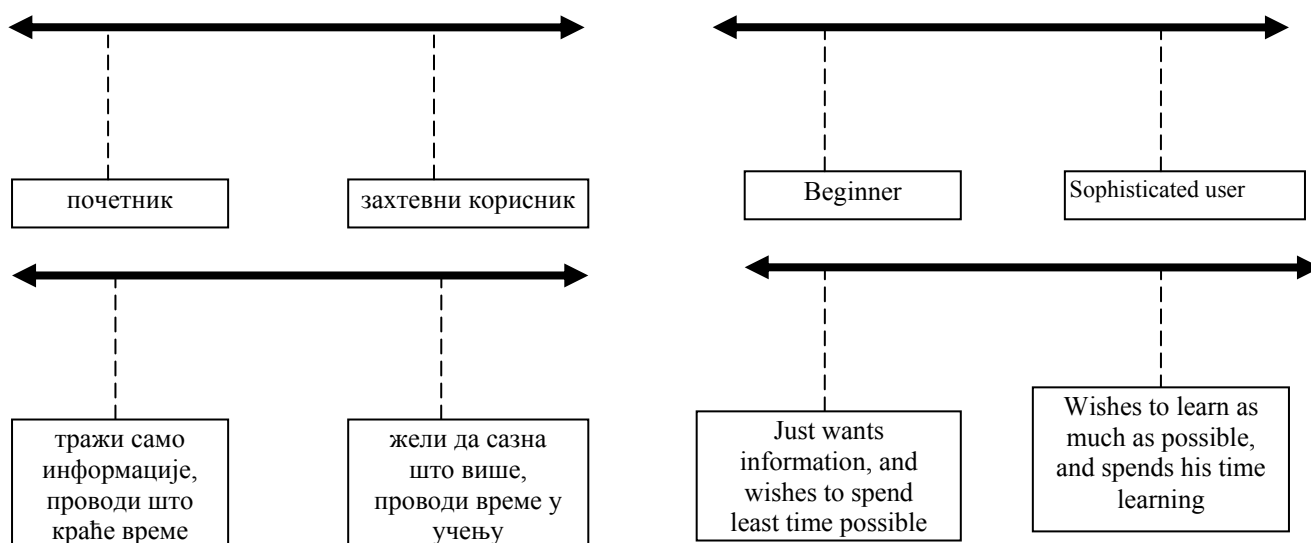 почетник
захтевни корисник
Beginner
Sophisticated user
тражи само
информације,
проводи што
краће време
жели да сазна
што више,
проводи време у
учењу
Just wants
information, and
wishes to spend
least time possible
Wishes to learn as
much as possible,
and spends his time
learning